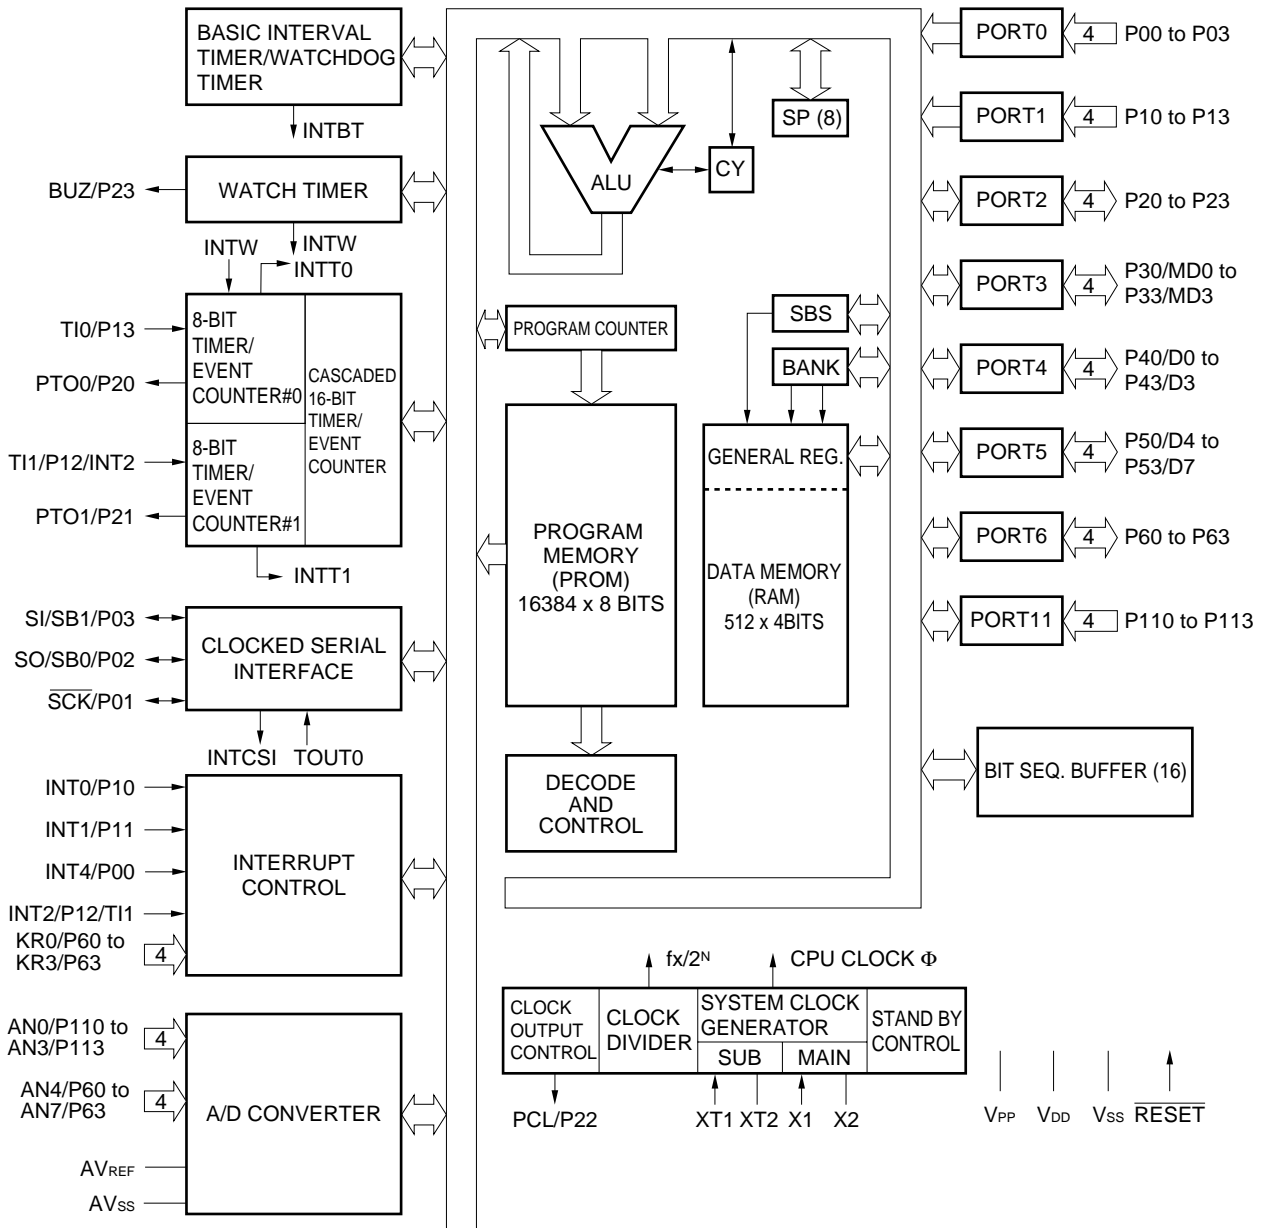 BASIC INTERVAL
TIMER/WATCHDOG
TIMER
INTBT
BUZ/P23
WATCH TIMER
INTW
INTW
INTT0
TI0/P13
PTO0/P20
TI1/P12/INT2
PTO1/P21
8-BIT
TIMER/
EVENT
COUNTER#0
8-BIT
TIMER/
EVENT
COUNTER#1
CASCADED
16-BIT
TIMER/
EVENT
COUNTER
INTT1
SI/SB1/P03
SO/SB0/P02
SCK/P01
CLOCKED SERIAL
INTERFACE
INTCSI
TOUT0
INT0/P10
INT1/P11
INT4/P00
INT2/P12/TI1
KR0/P60 to
KR3/P63
4
INTERRUPT
CONTROL
AN0/P110 to
AN3/P113
4
AN4/P60 to
AN7/P63
4
AVREF
AVSS
A/D CONVERTER
ALU
CY
SP (8)
PROGRAM COUNTER
PROGRAM
MEMORY
(PROM)
16384 x 8 BITS
DECODE
AND
CONTROL
SBS
BANK
GENERAL REG.
DATA MEMORY
(RAM)
512 x 4BITS
fx/2N
CPU CLOCK Φ
CLOCK
OUTPUT
CONTROL
CLOCK
DIVIDER
SYSTEM CLOCK
GENERATOR
SUB
MAIN
STAND BY
CONTROL
PCL/P22
XT1
XT2
X1
X2
PORT0
4
P00 to P03
PORT1
4
P10 to P13
PORT2
4
P20 to P23
PORT3
4
P30/MD0 to
P33/MD3
PORT4
4
P40/D0 to
P43/D3
PORT5
4
P50/D4 to
P53/D7
PORT6
4
P60 to P63
PORT11
4
P110 to P113
BIT SEQ. BUFFER (16)
VPP
VDD
VSS
RESET